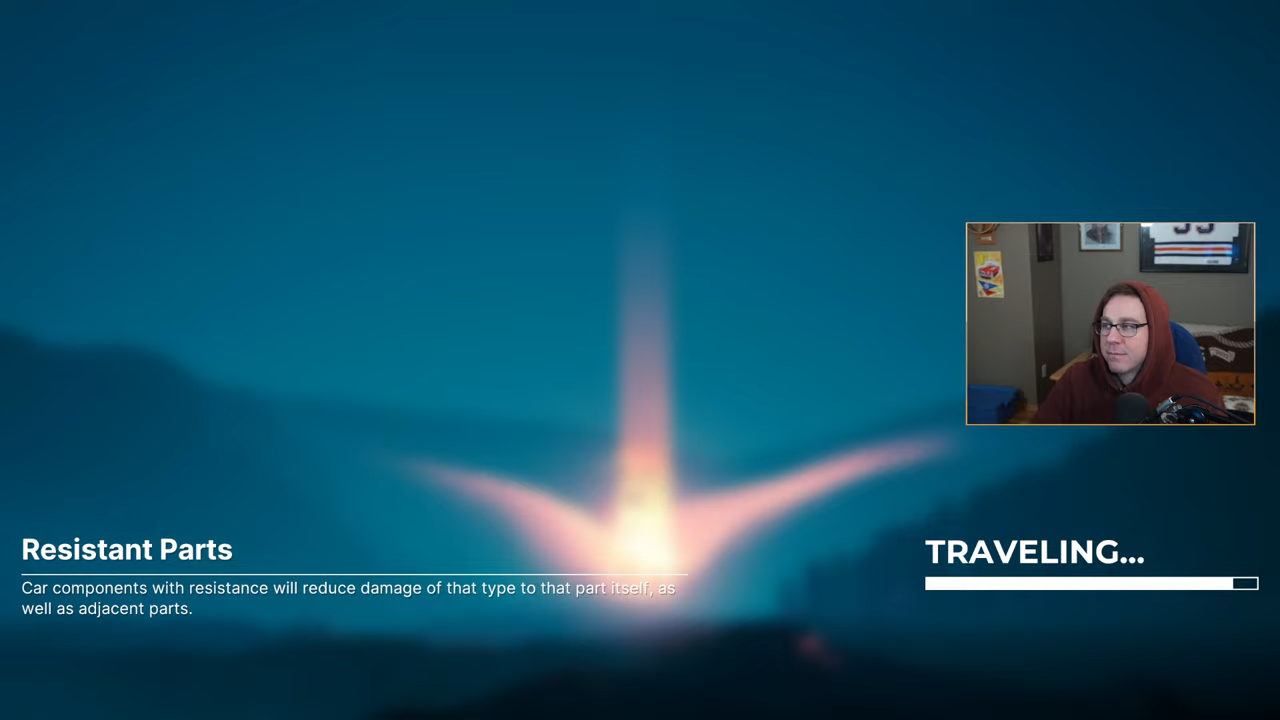 Resistant Parts
Car components with resistance will reduce damage of that type to that part itself, as
well as adjacent parts.
TRAVELING...